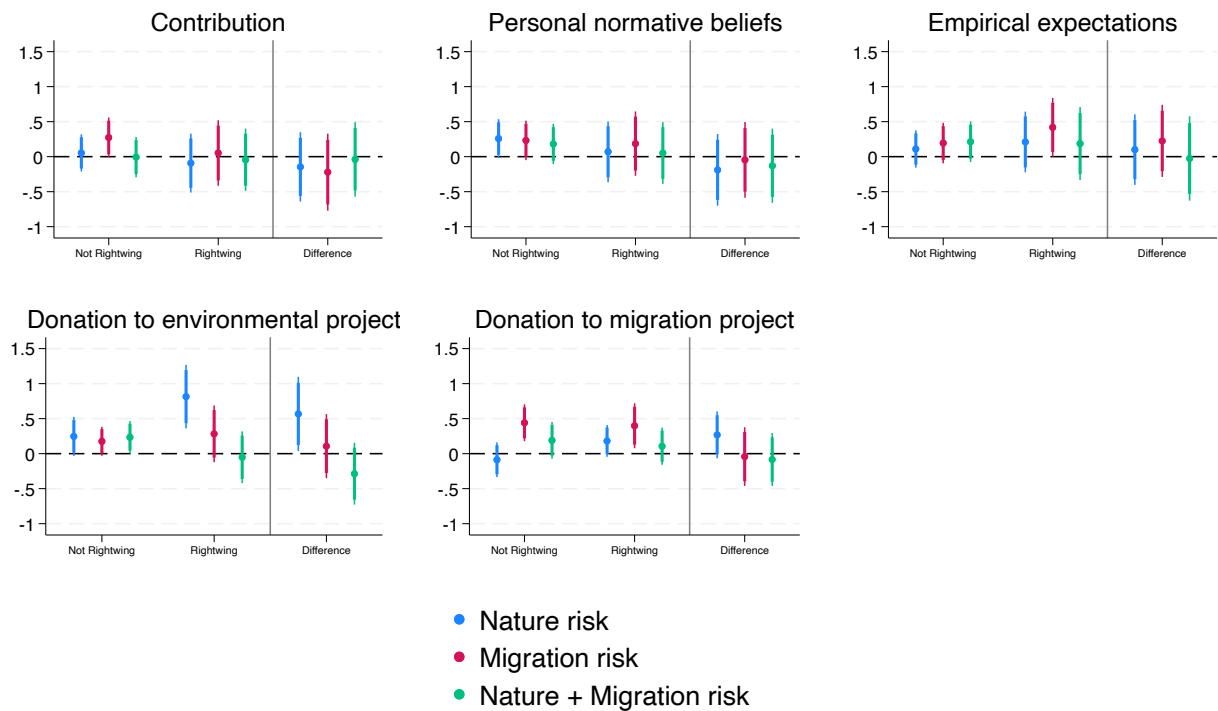 Contribution
1.5
1
.5
0
-.5
-1
Not Rightwing
Rightwing
Difference
Personal normative beliefs
1.5
1
.5
0
-.5
-1
Not Rightwing
Rightwing
Difference
Empirical expectations
1.5
1
.5
0
-.5
-1
Not Rightwing
Rightwing
Difference
Donation to environmental project
1.5
1
.5
0
-.5
-1
Not Rightwing
Rightwing
Difference
Donation to migration project
1.5
1
.5
0
-.5
-1
Not Rightwing
Rightwing
Difference
Nature risk
Migration risk
Nature + Migration risk